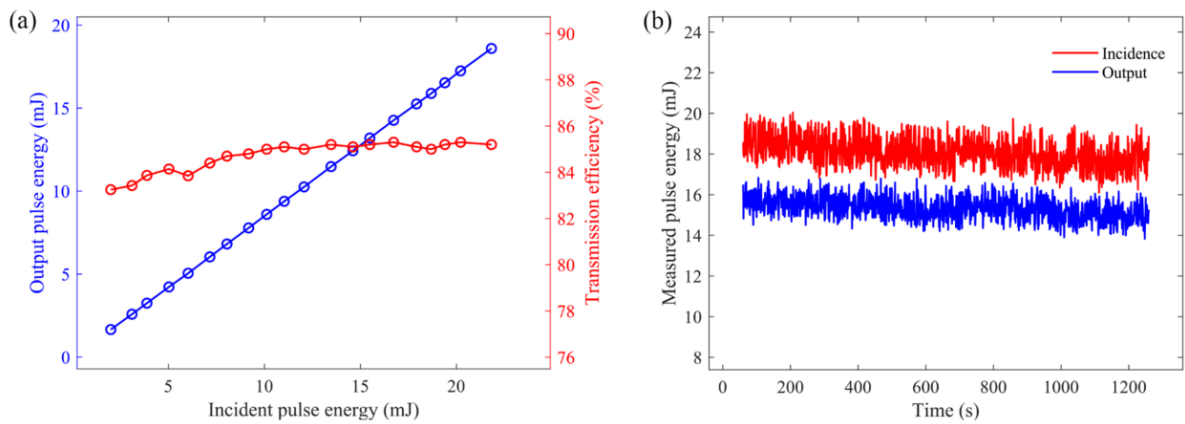 (a)
20
15
10
5
0
Output pulse energy (mJ)
90
88
86
84
82
80
78
76
Transmission efficiency (%)
5 10 15 20
Incident pulse energy (mJ)
(b)
24
22
20
18
16
14
12
10
8
Measured pulse energy (mJ)
Incidence
Output
0 200 400 600 800 1000 1200
Time (s)